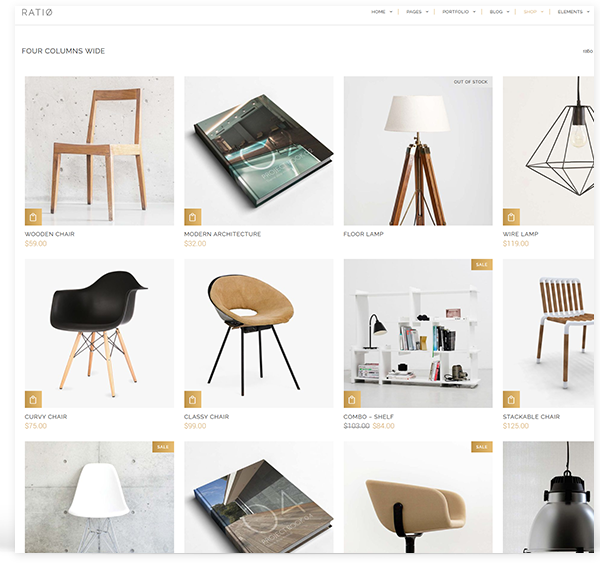 RATIØ
HOME
PAGES
PORTFOLIO
BLOG
SHOP
ELEMENTS
FOUR COLUMNS WIDE
OUT OF STOCK
WOODEN CHAIR
$59.00
MODERN ARCHITECTURE
$32.00
FLOOR LAMP
WIRE LAMP
$119.00
SALE
CURVY CHAIR
$75.00
CLASSY CHAIR
$99.00
COMBO – SHELF
$103.00 $84.00
STACKABLE CHAIR
$125.00
SALE
SALE